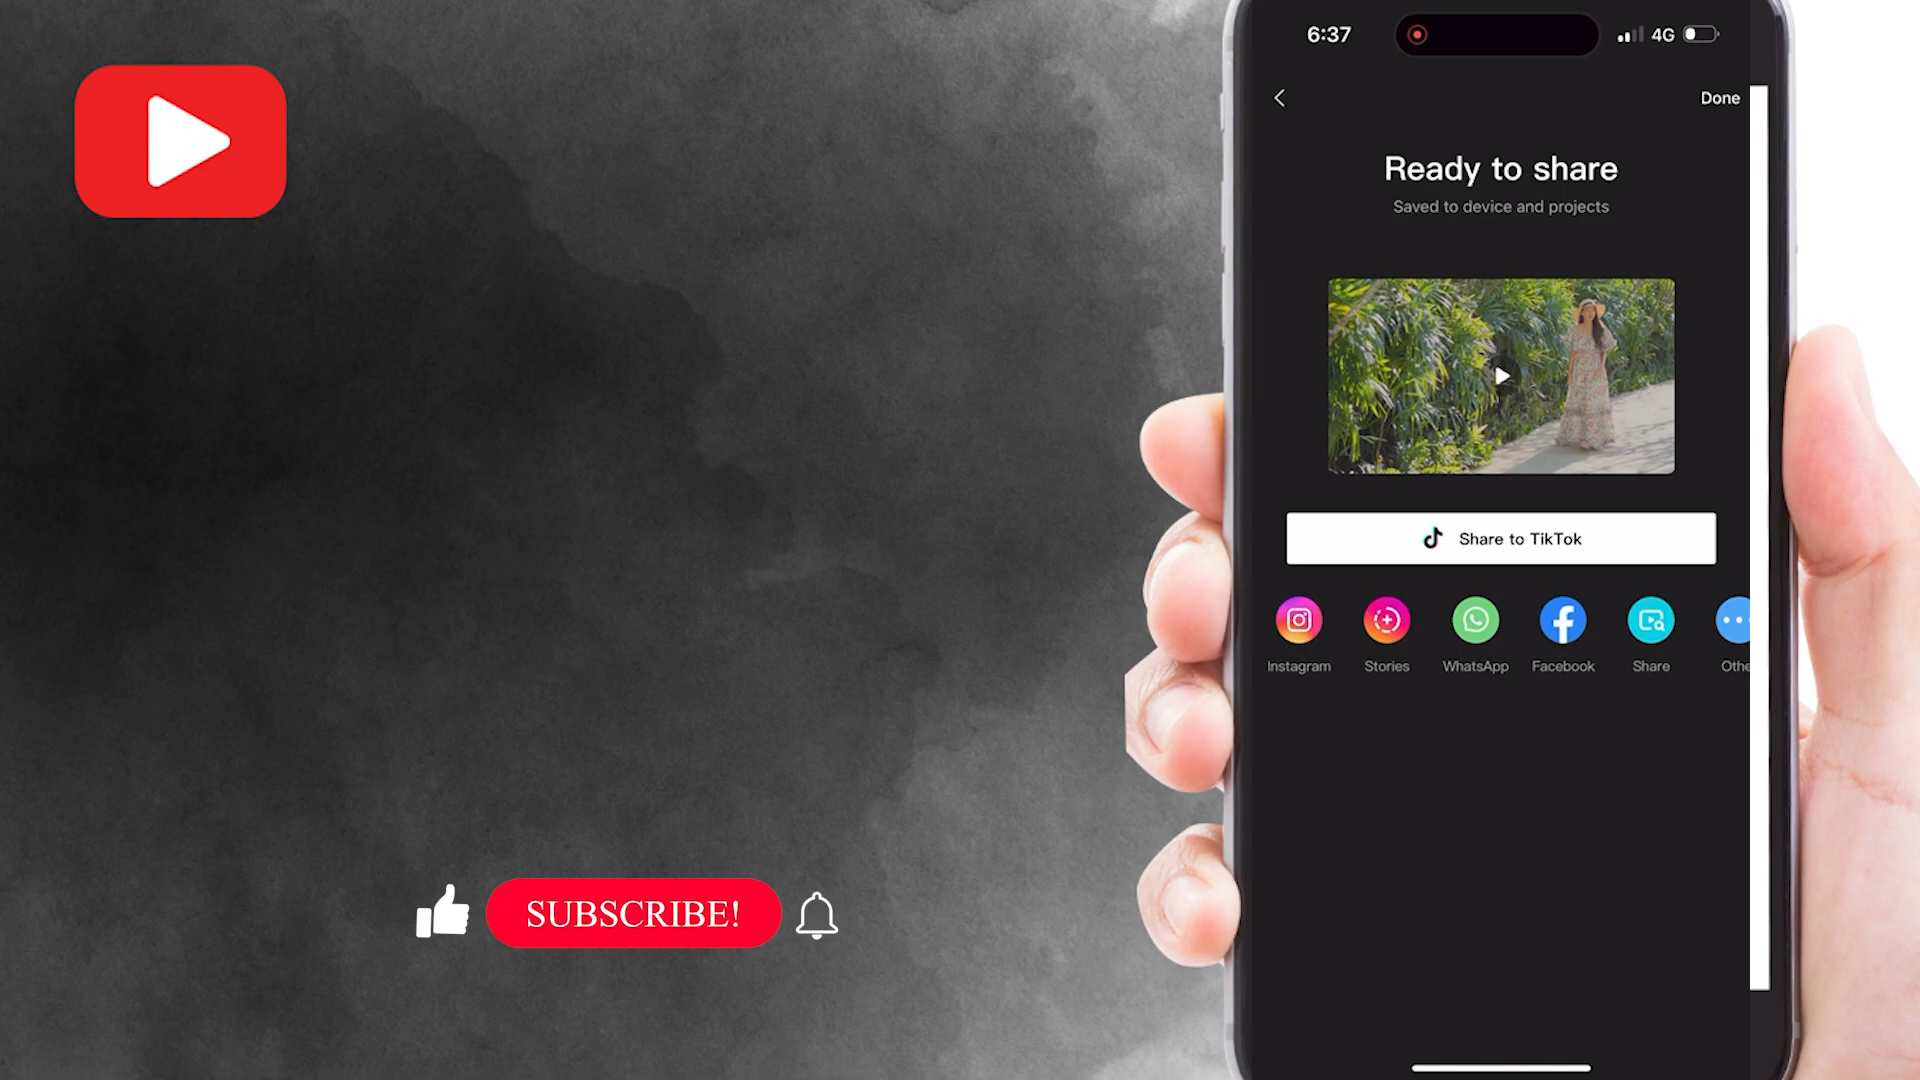 6:37
4G
Done
Ready to share
Saved to device and projects
Share to TikTok
Instagram
Stories
WhatsApp
Facebook
Share
Othe
SUBSCRIBE!